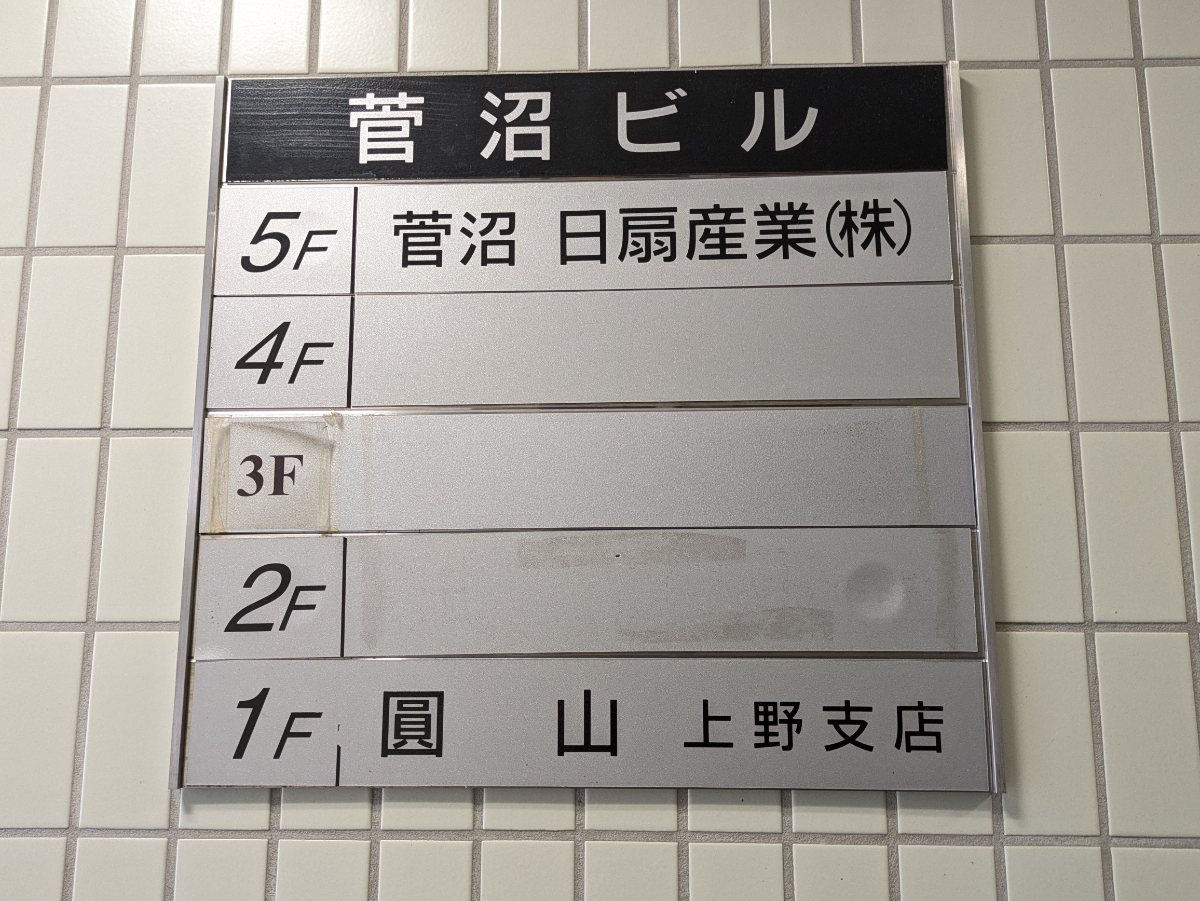 菅沼ビル
5F 菅沼 日扇産業(株)
4F
3F
2F
1F 圓山 上野支店